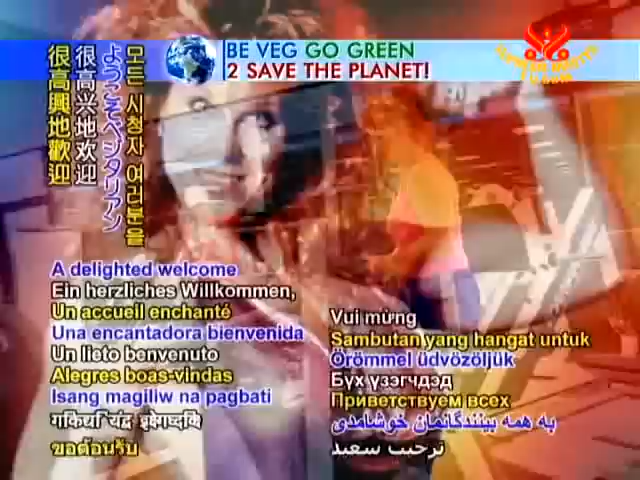 BE VEG GO GREEN
2 SAVE THE PLANET!
모든 시청자 여러분을
ようこそベジタリアン
很高兴地欢迎
很高興地歡迎
A delighted welcome
Ein herzliches Willkommen,
Un accueil enchanté
Una encantadora bienvenida
Un lieto benvenuto
Alegres boas-vindas
Isang magiliw na pagbati
ขอต้อนรับ
Vui mừng
Sambutan yang hangat untuk
Örömmel üdvözöljük
Бүх үзэгчдэд
Приветствуем всех
به همه بینندگانمان خوشامدی
ترحيب سعيد